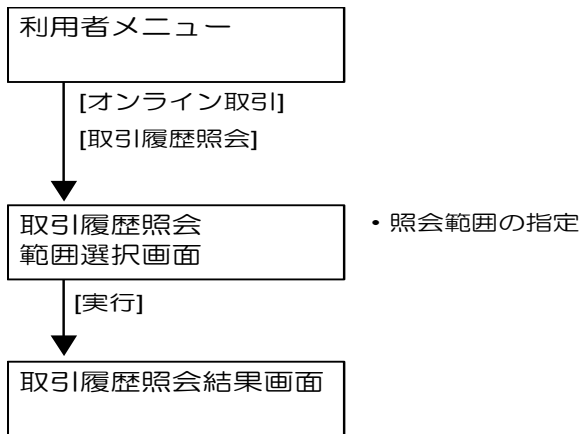 利用者メニュー
[オンライン取引]
[取引履歴照会]
取引履歴照会
範囲選択画面
・照会範囲の指定
[実行]
取引履歴照会結果画面